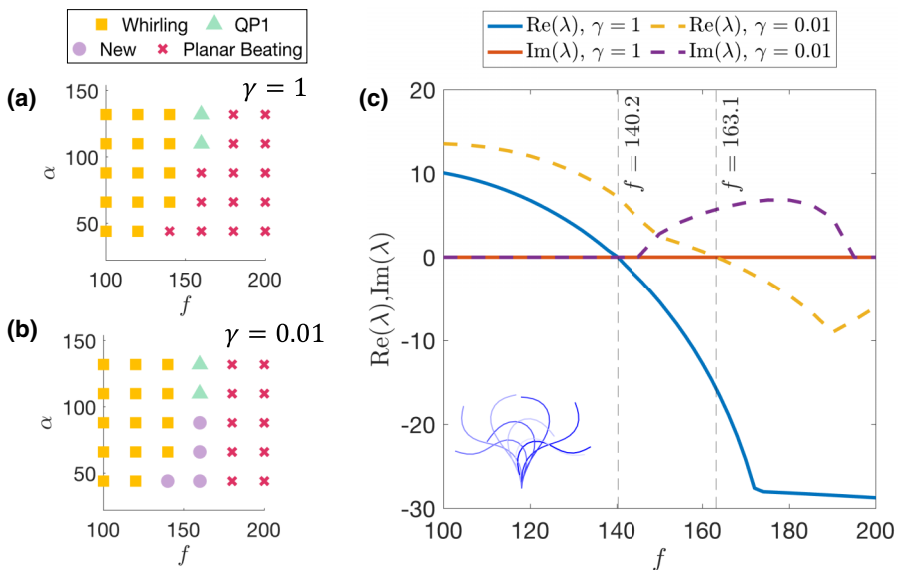 Whirling QP1
New Planar Beating
(a)
γ = 1
150
100
50
α
100 150 200
f
(b)
γ = 0.01
150
100
50
α
100 150 200
f
Re(λ), γ = 1 Re(λ), γ = 0.01
Im(λ), γ = 1 Im(λ), γ = 0.01
(c)
20
10
0
-10
-20
-30
Re(λ),Im(λ)
f = 140.2
f = 163.1
100 120 140 160 180 200
f